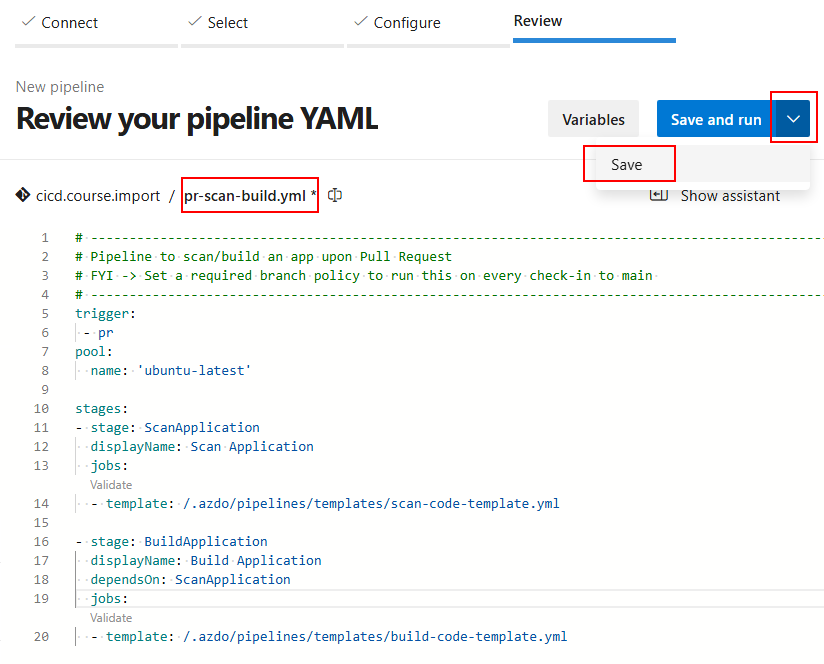 Connect Select Configure Review
New pipeline
Review your pipeline YAML
Variables Save and run
Save
cicd.course.import / pr-scan-build.yml *
Show assistant
1 # -----------------------------------------------------------------------------------------------
2 # Pipeline to scan/build an app upon Pull Request
3 # FYI -> Set a required branch policy to run this on every check-in to main
4 # -----------------------------------------------------------------------------------------------
5 trigger:
6 - pr
7 pool:
8 name: 'ubuntu-latest'
9
10 stages:
11 - stage: ScanApplication
12 displayName: Scan Application
13 jobs:
Validate
14 - template: /.azdo/pipelines/templates/scan-code-template.yml
15
16 - stage: BuildApplication
17 displayName: Build Application
18 dependsOn: ScanApplication
19 jobs:
Validate
20 - template: /.azdo/pipelines/templates/build-code-template.yml